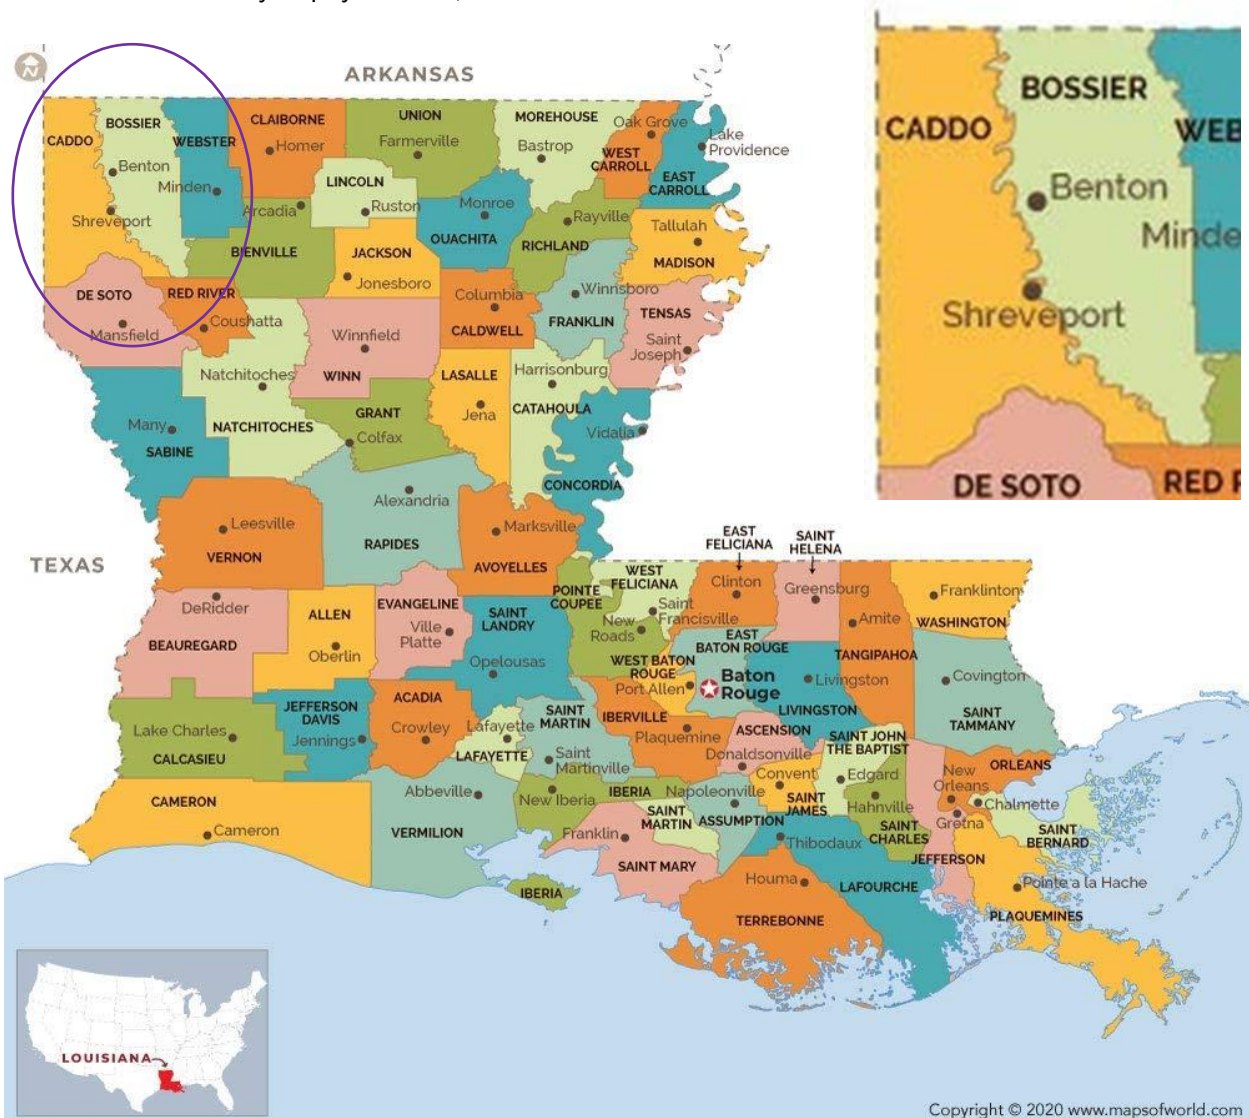 ARKANSAS
CADDO
BOSSIER
WEBSTER
CLAIBORNE
UNION
MOREHOUSE
Oak Grove
Lake
Providence
Homer
Farmerville
Bastrop
WEST
CARROLL
EAST
CARROLL
Benton
Minden
LINCOLN
Shreveport
Arcadia
Ruston
Monroe
Rayville
Tallulah
BIENVILLE
JACKSON
OUACHITA
RICHLAND
MADISON
DE SOTO
RED RIVER
Jonesboro
Columbia
Winnsboro
Mansfield
Coushatta
Winnfield
CALDWELL
FRANKLIN
TENSAS
Saint
Joseph
Natchitoches
WINN
LASALLE
Harrisonburg
Many
SABINE
NATCHITOCHES
GRANT
Colfax
Jena
CATAHOULA
Vidalia
CONCORDIA
Alexandria
Leesville
VERNON
RAPIDES
Marksville
AVOYELLES
TEXAS
EAST
FELICIANA
SAINT
HELENA
WEST
FELICIANA
Clinton
Greensburg
Franklinton
DeRidder
BEAUREGARD
ALLEN
Oberlin
EVANGELINE
Ville
Platte
SAINT
LANDRY
POINTE
COUPEE
New
Roads
Saint
Francisville
Amite
WASHINGTON
EAST
BATON ROUGE
TANGIPAHOA
Opelousas
WEST BATON
ROUGE
Port Allen
Baton
Rouge
Livingston
LIVINGSTON
Covington
SAINT
TAMMANY
Lake Charles
CALCASIEU
JEFFERSON
DAVIS
Jennings
ACADIA
Crowley
Lafayette
LAFAYETTE
SAINT
MARTIN
Saint
Martinville
IBERVILLE
Plaquemine
ASCENSION
Donaldsonville
SAINT JOHN
THE BAPTIST
CAMERON
Cameron
Abbeville
VERMILION
New Iberia
IBERIA
Napoleonville
Convent
SAINT
JAMES
Edgard
Hahnville
SAINT
CHARLES
New
Orleans
ORLEANS
Chalmette
Gretna
SAINT
BERNARD
Franklin
SAINT
MARTIN
ASSUMPTION
Thibodaux
JEFFERSON
SAINT MARY
IBERIA
Houma
LAFOURCHE
Pointe a la Hache
PLAQUEMINES
TERREBONNE
LOUISIANA
Copyright © 2020 www.mapsofworld.com
BOSSIER
CADDO
WEB
Benton
Minde
Shreveport
DE SOTO
RED